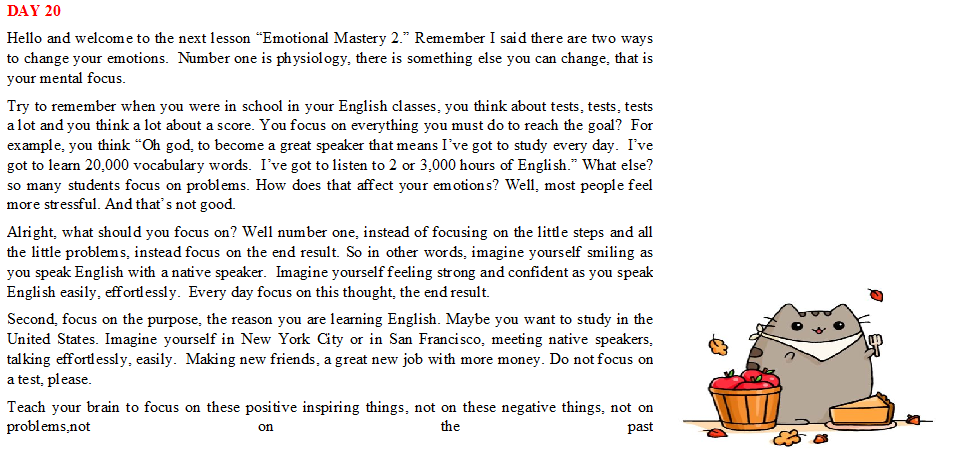 DAY 20
Hello and welcome to the next lesson “Emotional Mastery 2.” Remember I said there are two ways
to change your emotions. Number one is physiology, there is something else you can change, that is
your mental focus.
Try to remember when you were in school in your English classes, you think about tests, tests, tests
a lot and you think a lot about a score. You focus on everything you must do to reach the goal? For
example, you think “Oh god, to become a great speaker that means I’ve got to study every day. I’ve
got to learn 20,000 vocabulary words. I’ve got to listen to 2 or 3,000 hours of English.” What else?
so many students focus on problems. How does that affect your emotions? Well, most people feel
more stressful. And that’s not good.
Alright, what should you focus on? Well number one, instead of focusing on the little steps and all
the little problems, instead focus on the end result. So in other words, imagine yourself smiling as
you speak English with a native speaker. Imagine yourself feeling strong and confident as you speak
English easily, effortlessly. Every day focus on this thought, the end result.
Second, focus on the purpose, the reason you are learning English. Maybe you want to study in the
United States. Imagine yourself in New York City or in San Francisco, meeting native speakers,
talking effortlessly, easily. Making new friends, a great new job with more money. Do not focus on
a test, please.
Teach your brain to focus on these positive inspiring things, not on these negative things, not on
problems,not on the past